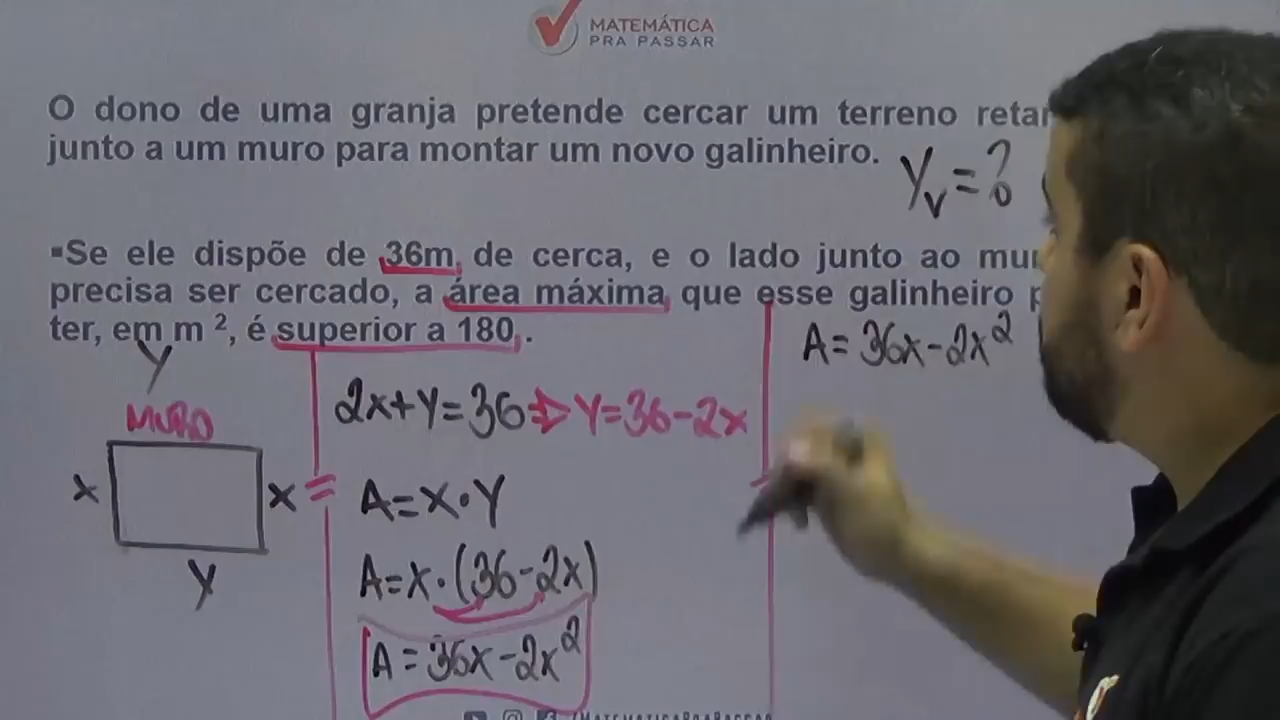 MATEMÁTICA
PRA PASSAR
O dono de uma granja pretende cercar um terreno
junto a um muro para montar um novo galinheiro.
Yv=?
▪Se ele dispõe de 36m, de cerca, e o lado junto ao
precisa ser cercado, a área máxima, que esse galinheiro
ter, em m ², é superior a 180, .
Y
MURO
x
x
Y
2x+Y=36⇒Y=36-2x
A=x·Y
A=x·(36-2x)
A=36x-2x²
A=36x-2x²